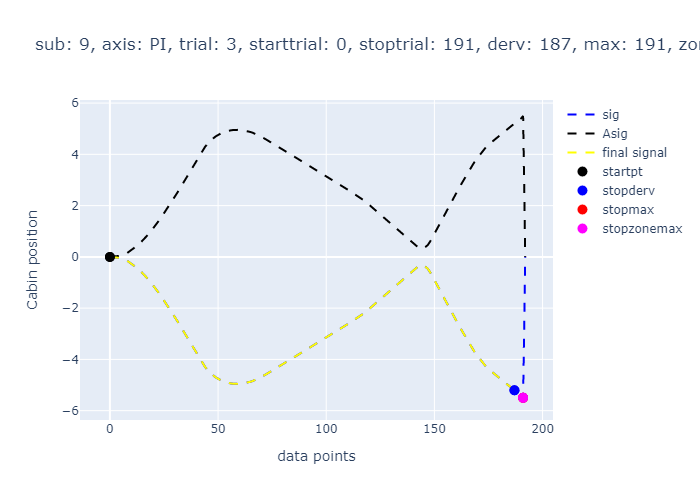 sub: 9, axis: PI, trial: 3, starttrial: 0, stoptrial: 191, derv: 187, max: 191,
sig
Asig
final signal
startpt
stopderv
stopmax
stopzonemax
Cabin position
6
4
2
0
−2
−4
−6
0
50
100
150
200
data points